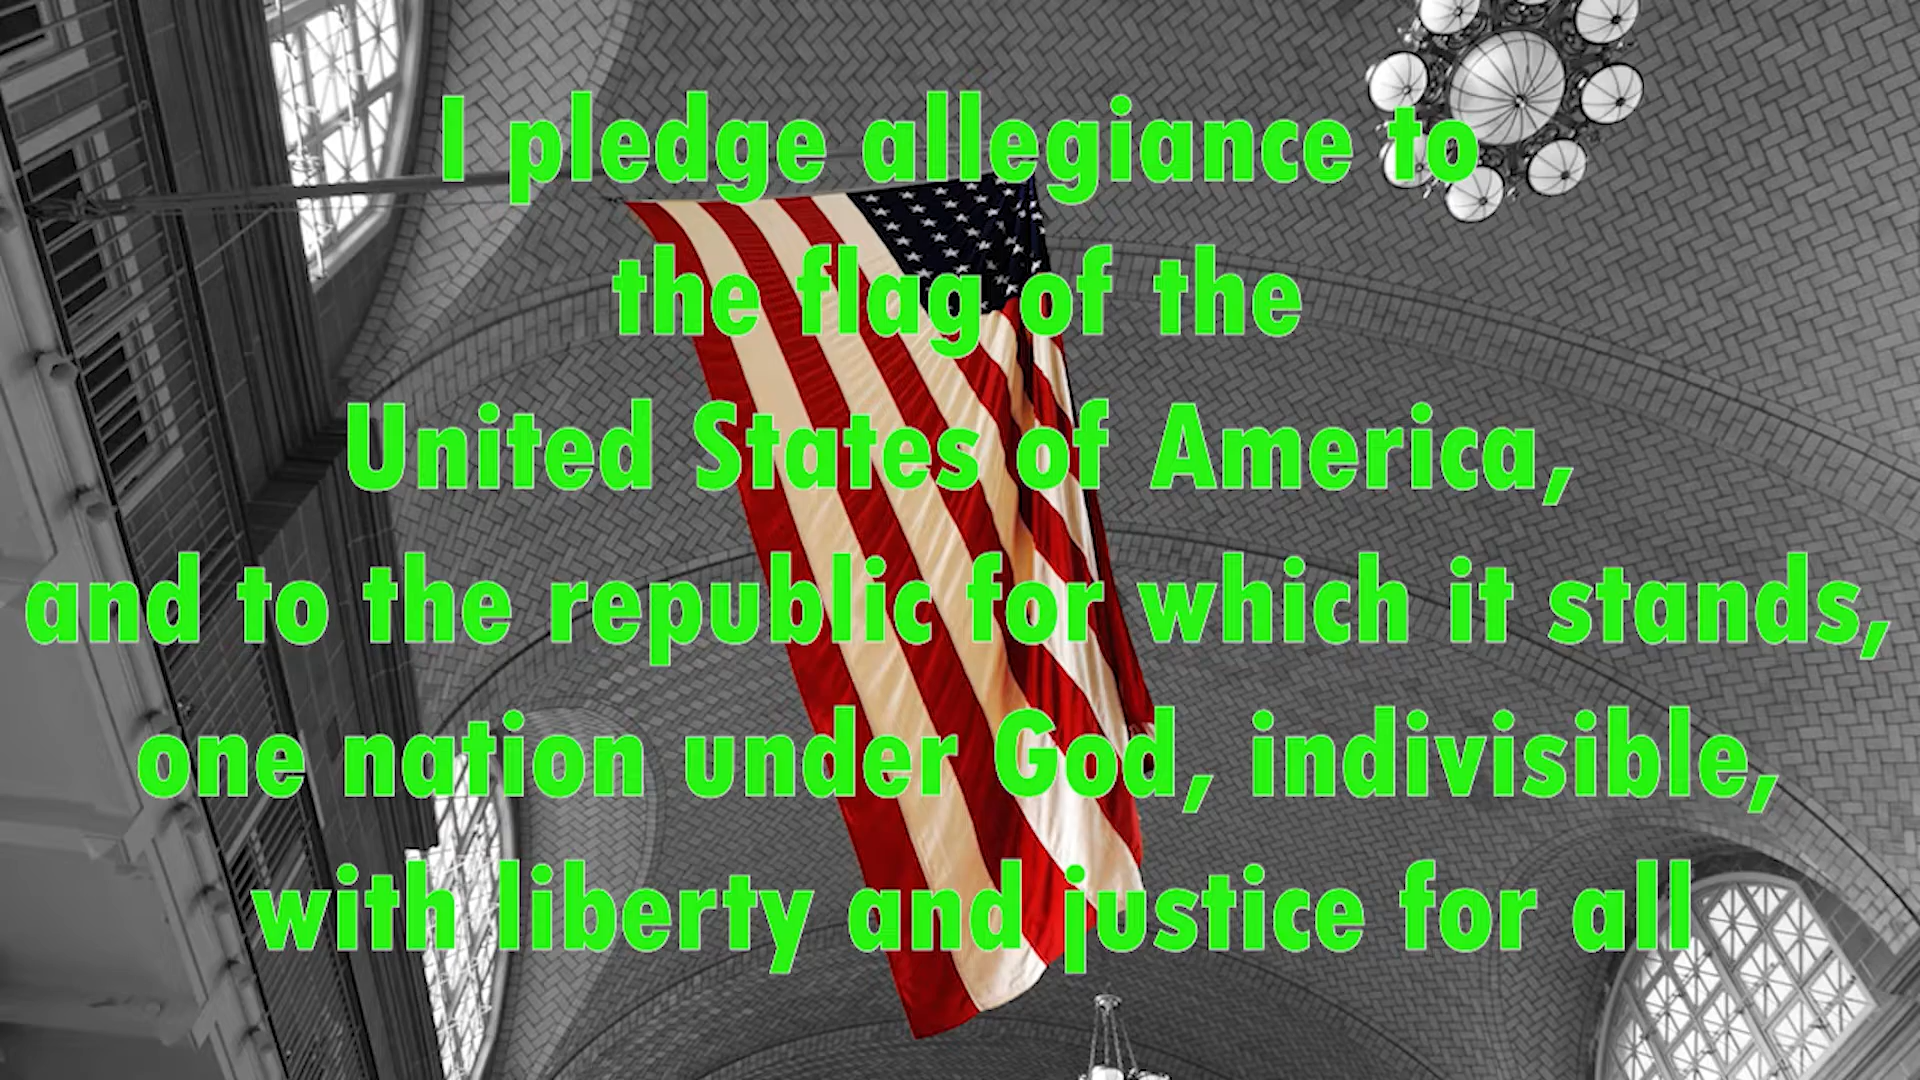 I pledge allegiance to
the flag of the
United States of America,
and to the republic for which it stands,
one nation under God, indivisible,
with liberty and justice for all